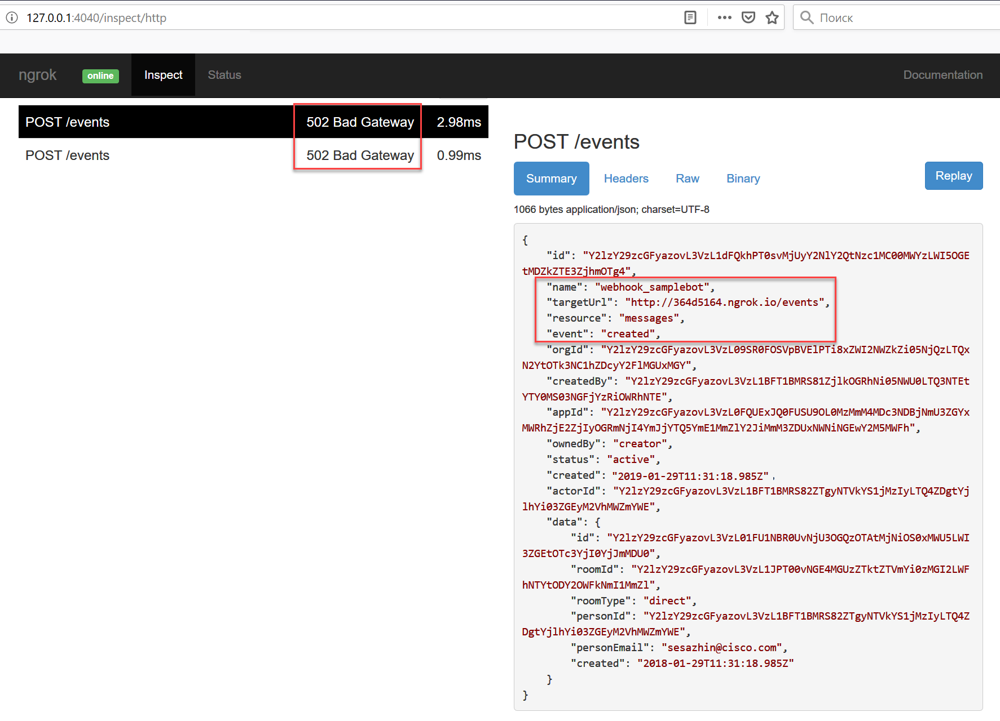 127.0.0.1:4040/inspect/http
Поиск
ngrok online Inspect Status Documentation
POST /events 502 Bad Gateway 2.98ms
POST /events 502 Bad Gateway 0.99ms
POST /events
Summary Headers Raw Binary Replay
1066 bytes application/json; charset=UTF-8
{
"id": "Y2lzY29zcGFyazovL3VzL1dFQkhPT0svMjUyY2NlY2QtNzc1MC00MWYzLWI5OGE
tMDZkZTE3ZjhmOTg4",
"name": "webhook_samplebot",
"targetUrl": "http://364d5164.ngrok.io/events",
"resource": "messages",
"event": "created",
"orgId": "Y2lzY29zcGFyazovL3VzL09SR0FOSVpBVElPTi8xZWI2NWZkZi05NjQzLTQx
N2YtOTk3NC1hZDcyY2FlMGUxMGY",
"createdBy": "Y2lzY29zcGFyazovL3VzL1BFT1BMRS81ZjlkOGRhNi05NWU0LTQ3NTEt
YTY0MS03NGFjYzRiOWRhNTE",
"appId": "Y2lzY29zcGFyazovL3VzL0FQUExJQ0FUSU9OL0MzMmM4MDc3NDBjNmU3ZGYx
MWRhZjE2ZjIyOGRmNjI4YmJjYTQ5YmE1MmZlY2JiMmM3ZDUxNWNiNGEwY2M5MWFh",
"ownedBy": "creator",
"status": "active",
"created": "2019-01-29T11:31:18.985Z",
"actorId": "Y2lzY29zcGFyazovL3VzL1BFT1BMRS82ZTgyNTVkYS1jMzIyLTQ4ZDgtYj
lhYi03ZGEyM2VhMWZmYWE",
"data": {
"id": "Y2lzY29zcGFyazovL3VzL01FU1NBR0UvNjU3OGQzOTAtMjNiOS0xMWU5LWI
3ZGEtOTc3YjI0YjJmMDU0",
"roomId": "Y2lzY29zcGFyazovL3VzL1JPT00vNGE4MGUzZTktZTVmYi0zMGI2LWF
hNTYtODY2OWFkNmI1MmZl",
"roomType": "direct",
"personId": "Y2lzY29zcGFyazovL3VzL1BFT1BMRS82ZTgyNTVkYS1jMzIyLTQ4Z
DgtYjlhYi03ZGEyM2VhMWZmYWE",
"personEmail": "sesazhin@cisco.com",
"created": "2018-01-29T11:31:18.985Z"
}
}